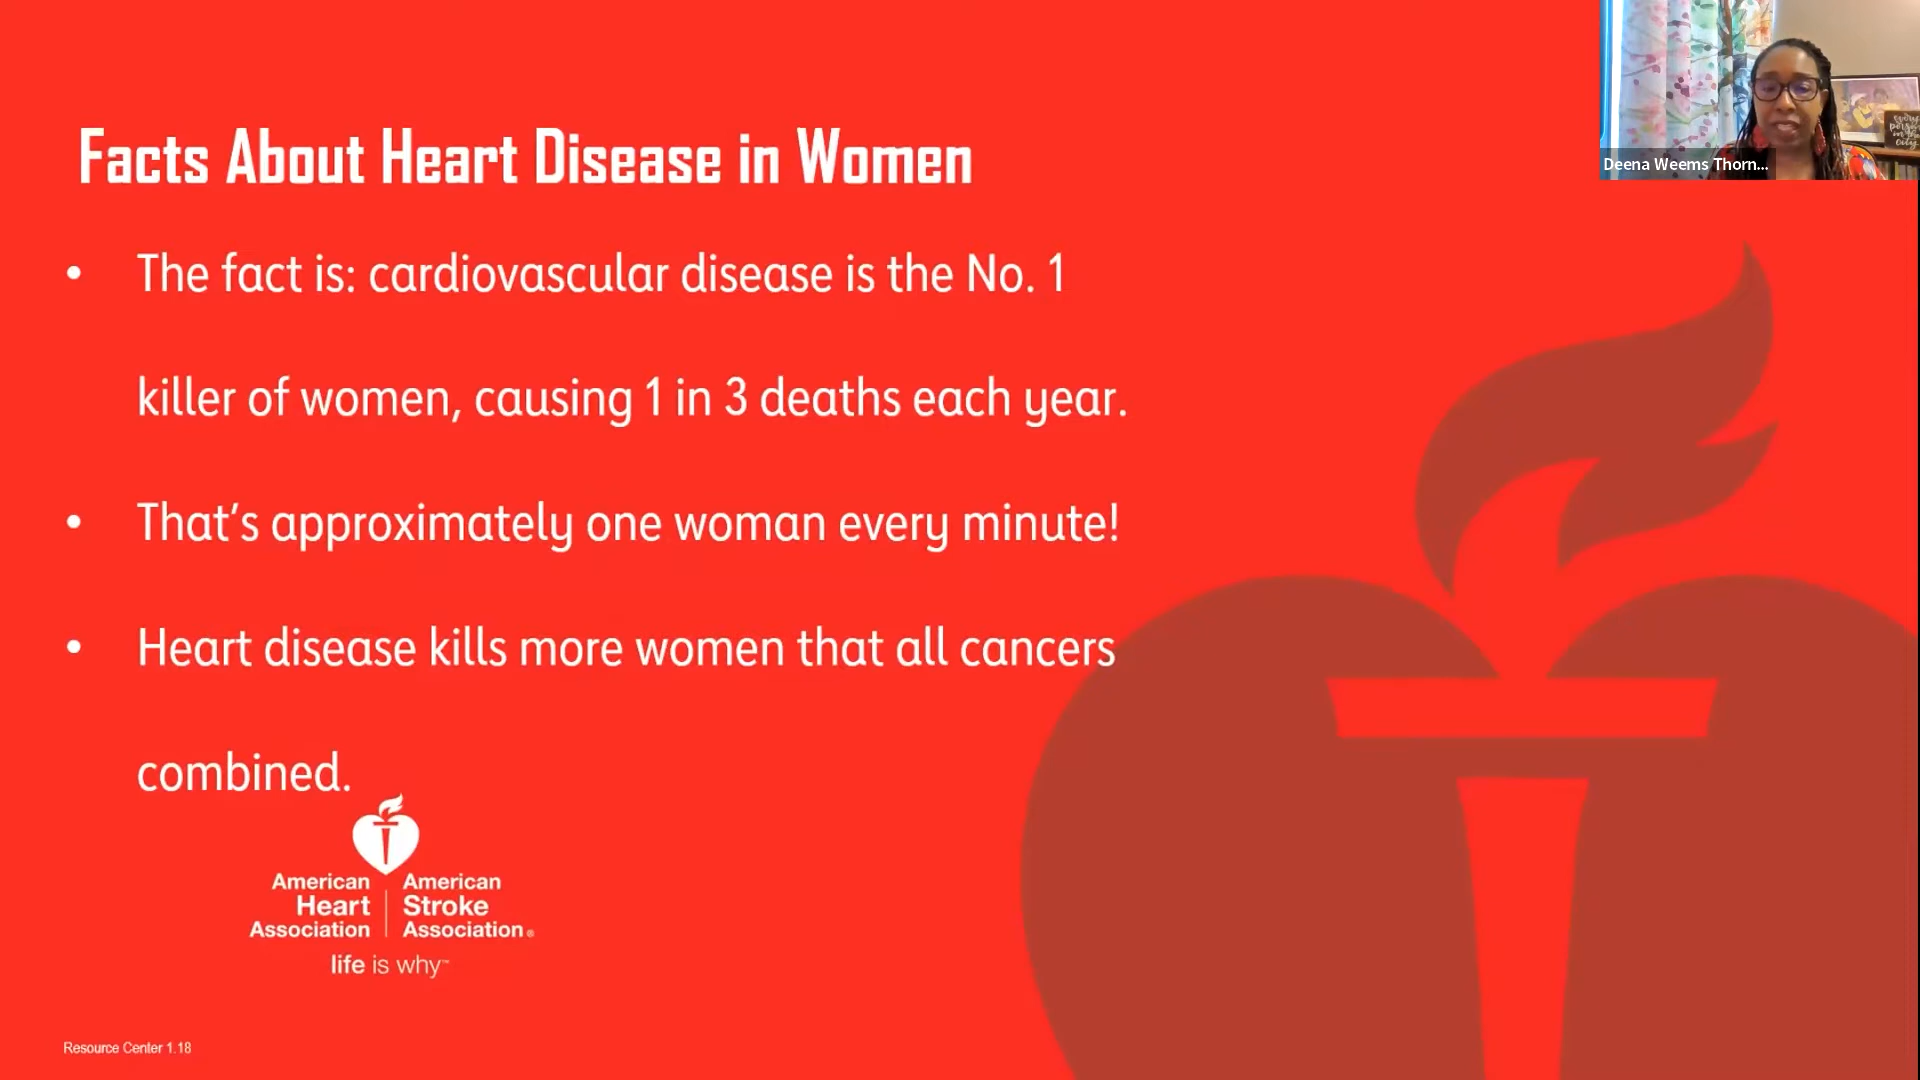 Facts About Heart Disease in Women
Deena Weems Thorn...
• The fact is: cardiovascular disease is the No. 1
killer of women, causing 1 in 3 deaths each year.
• That's approximately one woman every minute!
• Heart disease kills more women that all cancers
combined.
American
Heart
Association
American
Stroke
Association®
life is why™
Resource Center 1.18